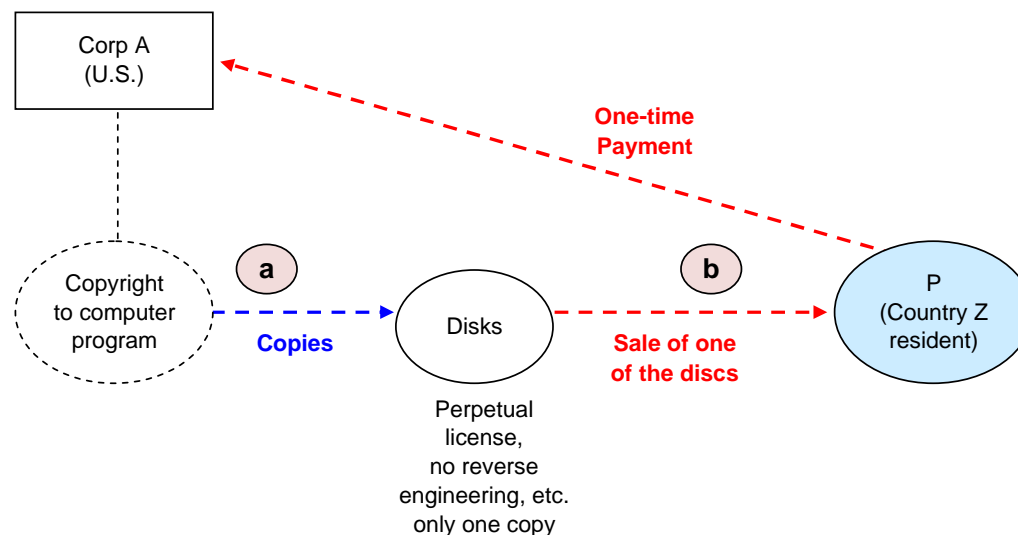 Corp A
(U.S.)
One-time
Payment
Copyright
to computer
program
a
Copies
Disks
b
Sale of one
of the discs
P
(Country Z
resident)
Perpetual
license,
no reverse
engineering, etc.
only one copy